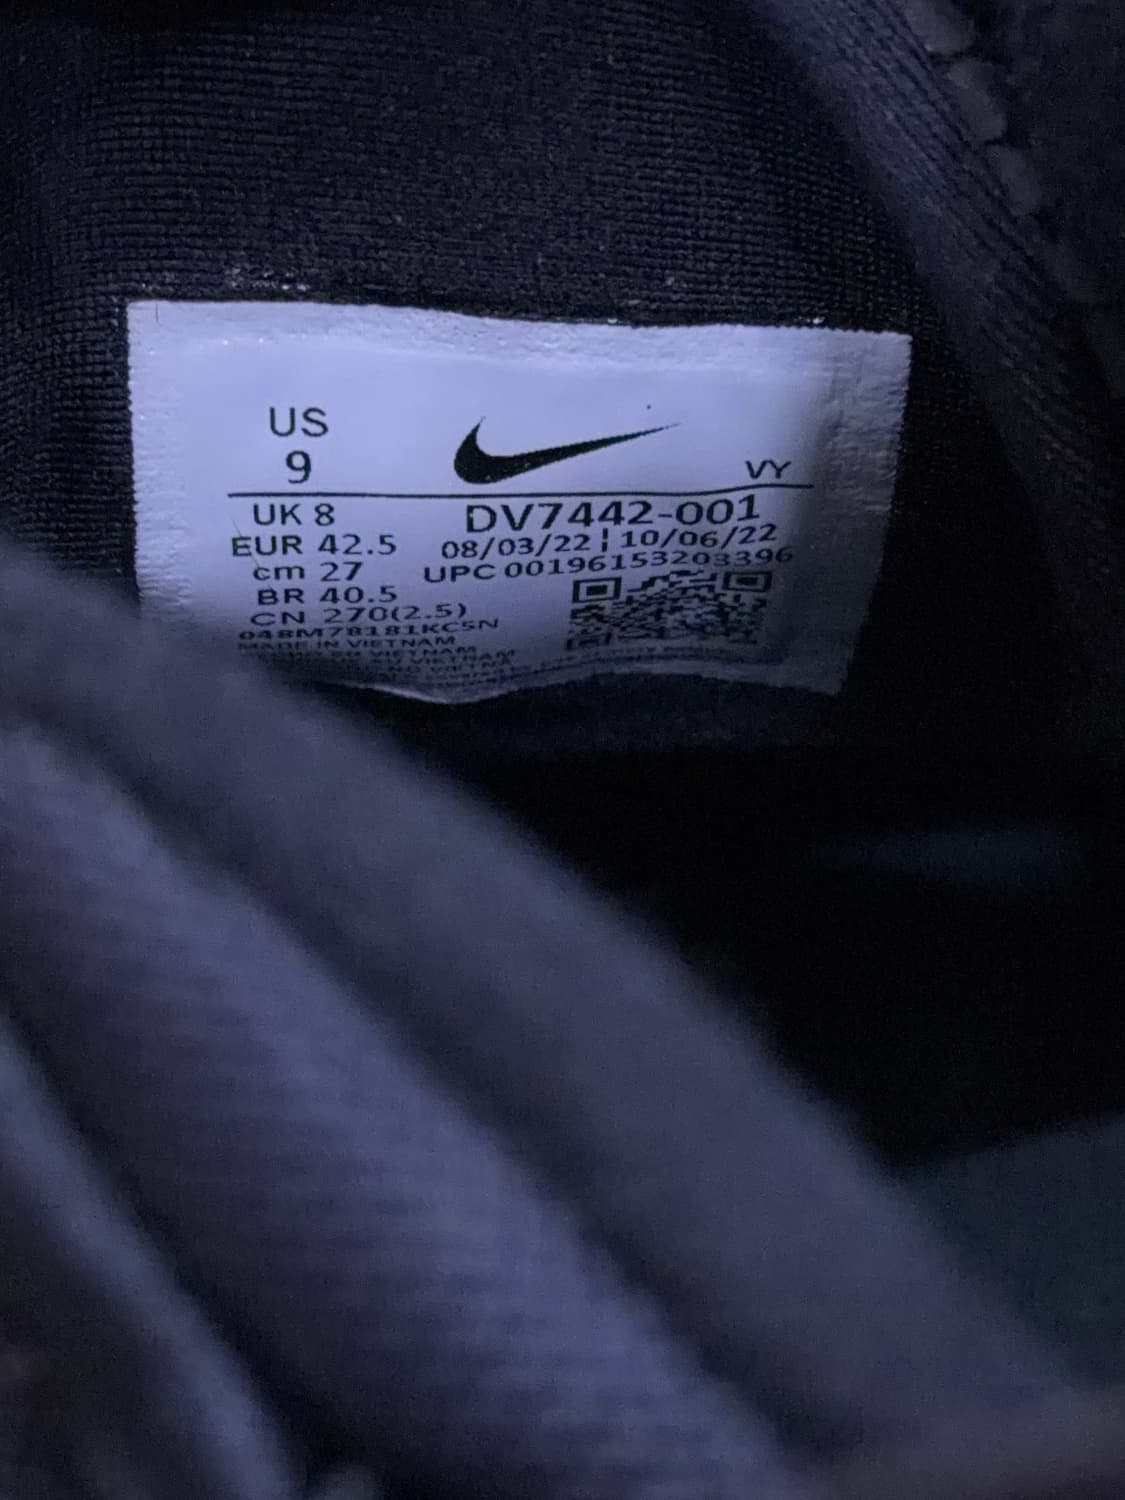 US
9
VY
UK 8
DV7442-001
EUR 42.5
08/03/22 ¦ 10/06/22
cm 27
UPC 00196153203396
BR 40.5
CN 270(2.5)
048M78181KC5N
MADE IN VIETNAM
VIETNAM